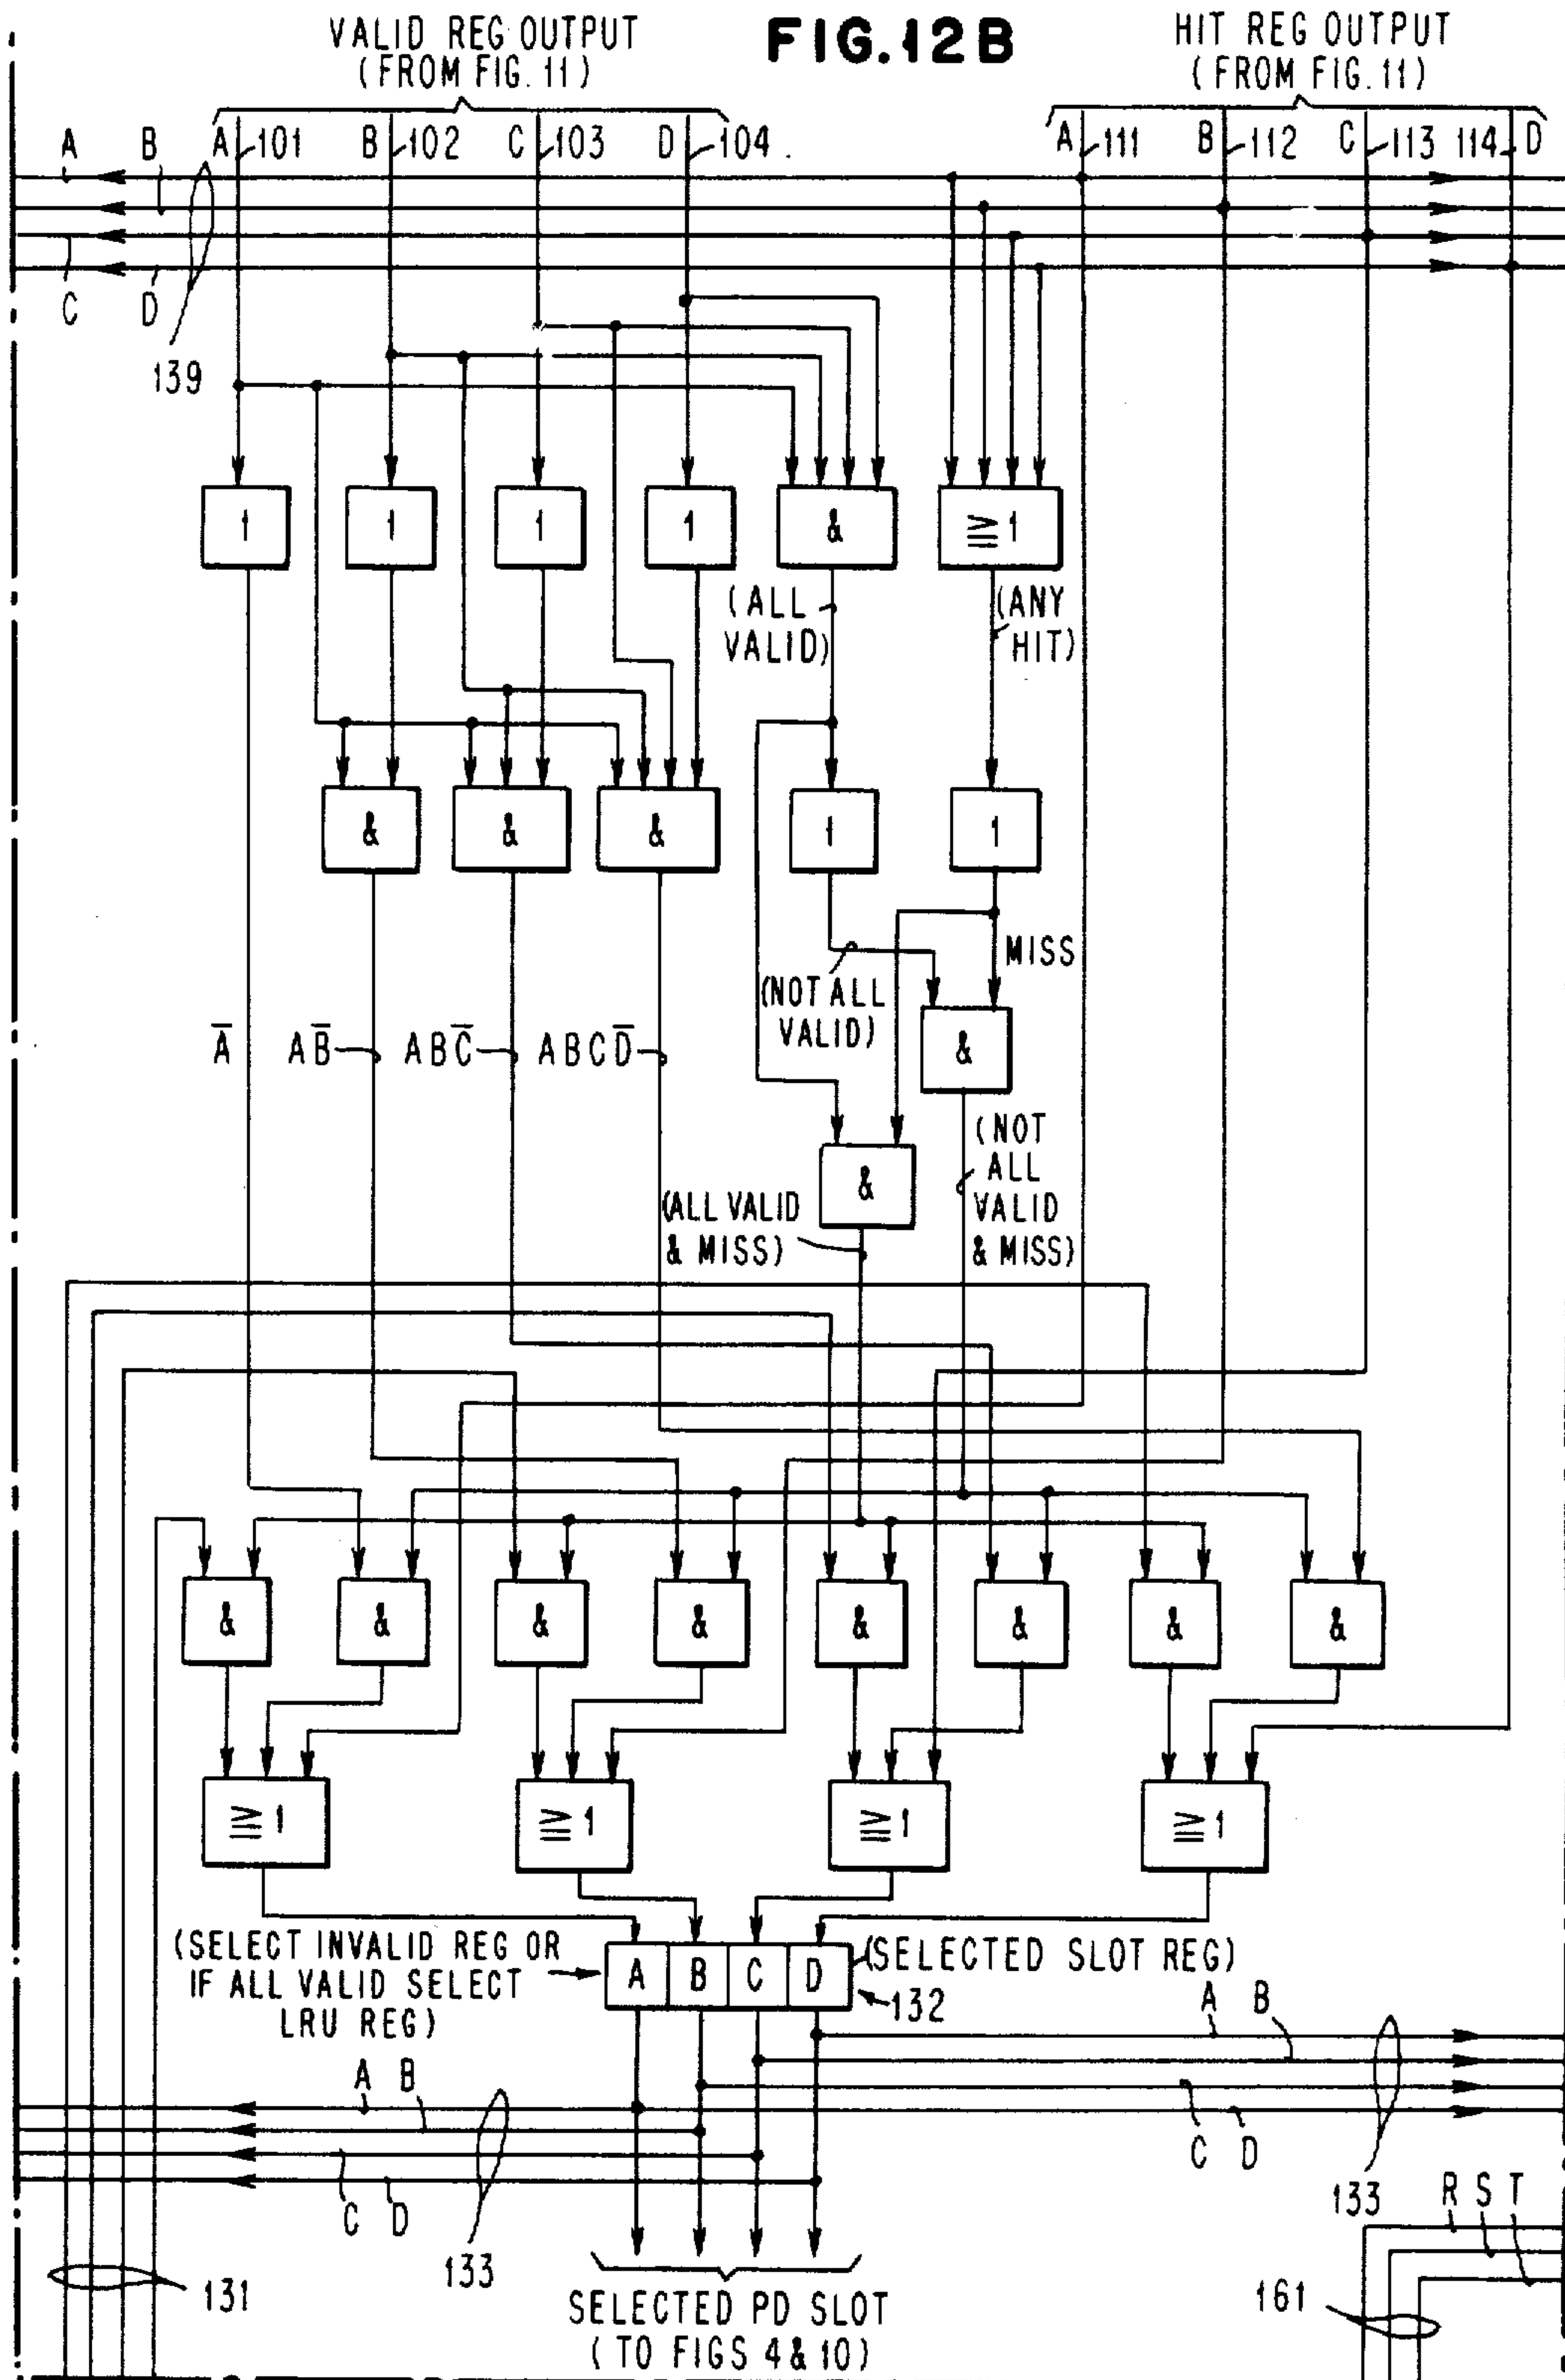 FIG.12B
VALID REG OUTPUT
(FROM FIG. 11)
HIT REG OUTPUT
(FROM FIG. 11)
A B A 101 B 102 C 103 D 104 A 111 B 112 C 113 114 D
C D
139
1 1 1 1 & ≧1
(ALL
VALID)
(ANY
HIT)
& & & 1 1
MISS
(NOT ALL
VALID)
A̅ AB̅ ABC̅ ABCD̅ &
(NOT
ALL
VALID
& MISS)
&
(ALL VALID
& MISS)
& & & & & & & &
≧1 ≧1 ≧1 ≧1
(SELECT INVALID REG OR
IF ALL VALID SELECT
LRU REG)
A B C D
(SELECTED SLOT REG)
132
A B
A B
C D
C D
133
133
R S T
131
161
SELECTED PD SLOT
(TO FIGS 4 & 10)